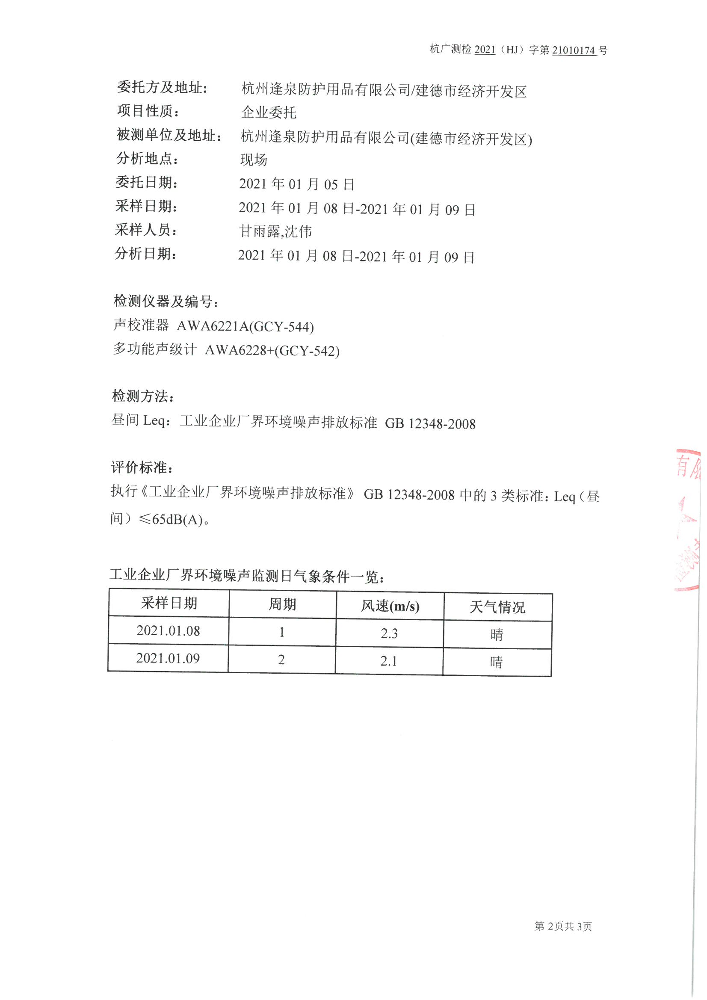 杭广测检 2021（HJ）字第 21010174 号
委托方及地址： 杭州逢泉防护用品有限公司/建德市经济开发区
项目性质： 企业委托
被测单位及地址： 杭州逢泉防护用品有限公司(建德市经济开发区)
分析地点： 现场
委托日期： 2021 年 01 月 05 日
采样日期： 2021 年 01 月 08 日-2021 年 01 月 09 日
采样人员： 甘雨露,沈伟
分析日期： 2021 年 01 月 08 日-2021 年 01 月 09 日
检测仪器及编号：
声校准器 AWA6221A(GCY-544)
多功能声级计 AWA6228+(GCY-542)
检测方法：
昼间 Leq：工业企业厂界环境噪声排放标准 GB 12348-2008
评价标准：
执行《工业企业厂界环境噪声排放标准》 GB 12348-2008 中的 3 类标准：Leq（昼
间）≤65dB(A)。
工业企业厂界环境噪声监测日气象条件一览：
采样日期 周期 风速(m/s) 天气情况
2021.01.08 1 2.3 晴
2021.01.09 2 2.1 晴
有限
第 2页共 3页